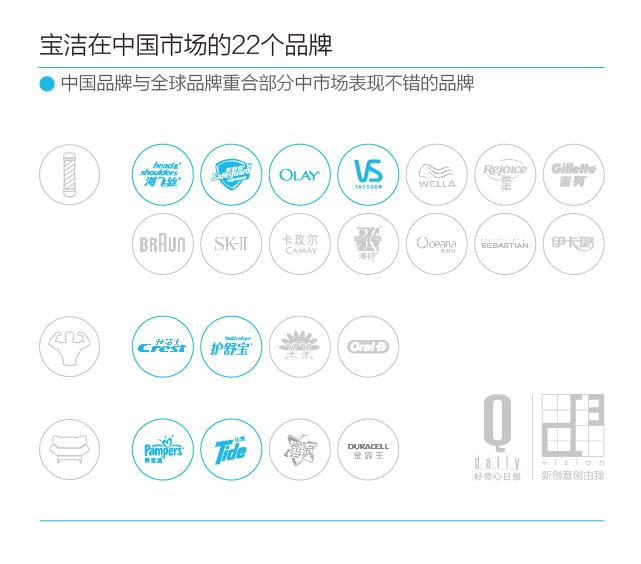 宝洁在中国市场的22个品牌
中国品牌与全球品牌重合部分中市场表现不错的品牌
head& shoulders
海飞丝
Safeguard
OLAY
VS
SASSOON
WELLA
REJOICE
飘柔
Gillette
吉列
BRAUN
SK-II
卡玫尔
CAMAY
潘婷
Oceana
SEBASTIAN.
伊卡璐
佳洁士
Crest
whisper
护舒宝
Oral-B
Pampers
帮宝适
汰渍
Tide
碧浪
DURACELL
金霸王
Q
daily
好奇心日报
vision
新创意创由我